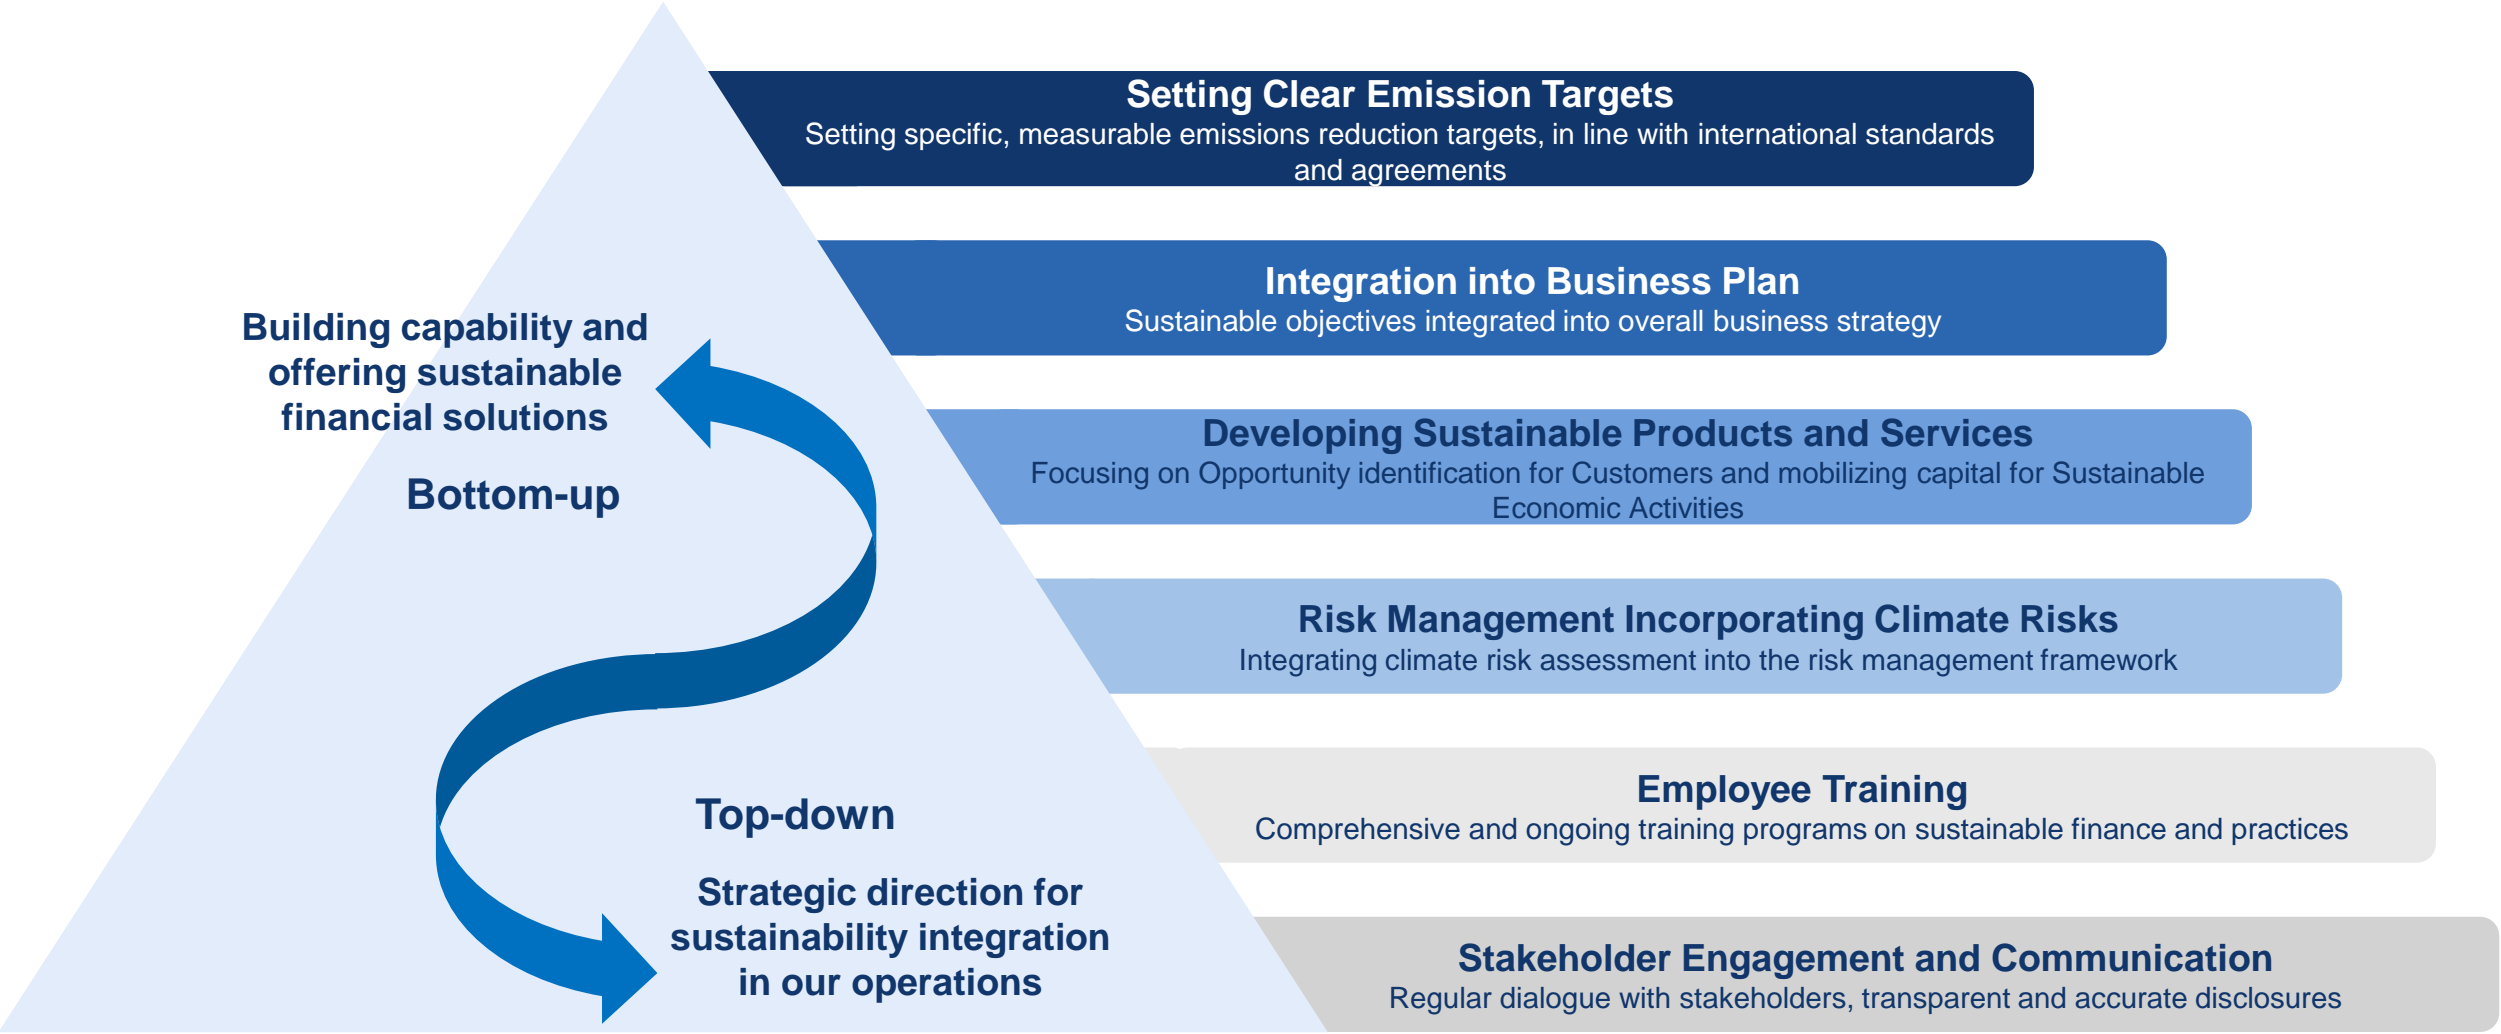 Setting Clear Emission Targets
Setting specific, measurable emissions reduction targets, in line with international standards
and agreements
Integration into Business Plan
Sustainable objectives integrated into overall business strategy
Building capability and
offering sustainable
financial solutions
Bottom-up
Developing Sustainable Products and Services
Focusing on Opportunity identification for Customers and mobilizing capital for Sustainable
Economic Activities
Risk Management Incorporating Climate Risks
Integrating climate risk assessment into the risk management framework
Employee Training
Comprehensive and ongoing training programs on sustainable finance and practices
Top-down
Strategic direction for
sustainability integration
in our operations
Stakeholder Engagement and Communication
Regular dialogue with stakeholders, transparent and accurate disclosures